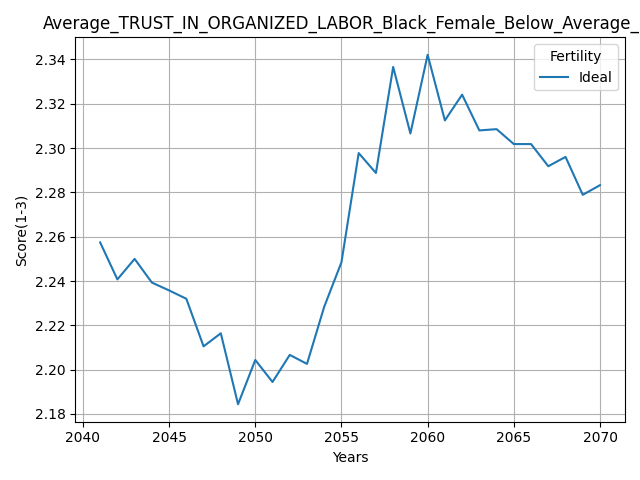 Average_TRUST_IN_ORGANIZED_LABOR_Black_Female_Below_Average_
Fertility
Ideal
2.34
2.32
2.30
2.28
2.26
2.24
2.22
2.20
2.18
Score(1-3)
2040 2045 2050 2055 2060 2065 2070
Years